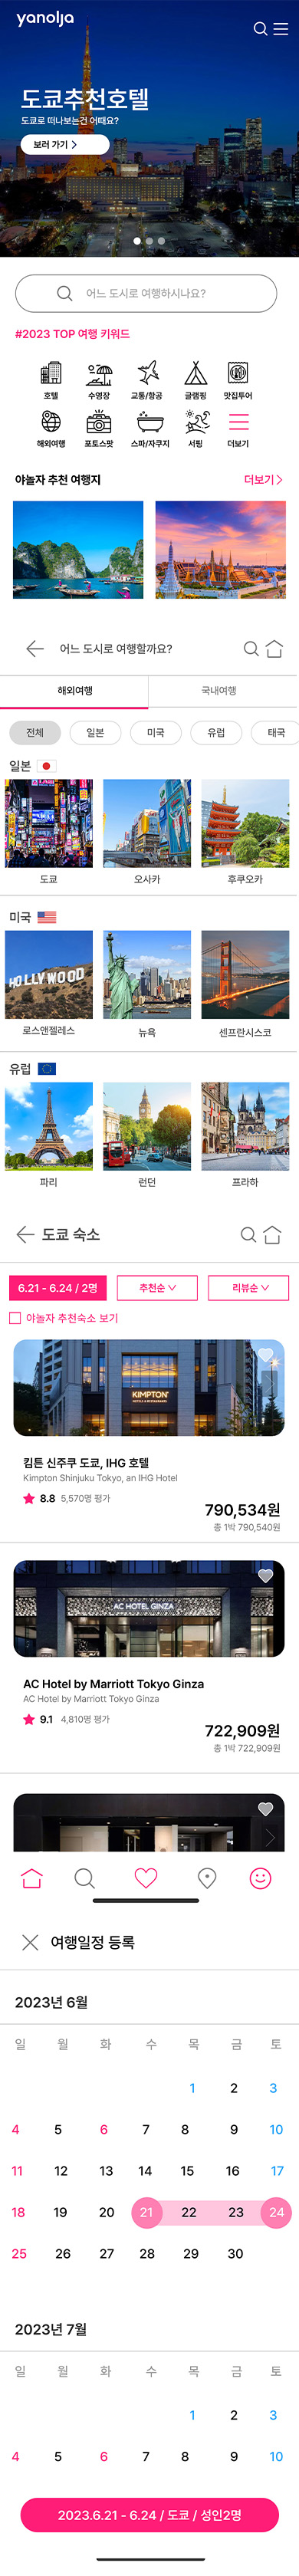 yanolja
도쿄추천호텔
도쿄로 떠나보는건 어때요?
보러 가기 >
어느 도시로 여행하시나요?
#2023 TOP 여행 키워드
호텔 수영장 교통/항공 글램핑 맛집투어
해외여행 포토스팟 스파/자쿠지 서핑 더보기
야놀자 추천 여행지 더보기 >
어느 도시로 여행할까요?
해외여행 국내여행
전체 일본 미국 유럽 태국
일본
도쿄 오사카 후쿠오카
미국
HOLLYWOOD
로스앤젤레스 뉴욕 센프란시스코
유럽
파리 런던 프라하
도쿄 숙소
6.21 - 6.24 / 2명 추천순 리뷰순
야놀자 추천숙소 보기
KIMPTON
킴튼 신주쿠 도쿄, IHG 호텔
Kimpton Shinjuku Tokyo, an IHG Hotel
8.8 5,570명 평가
790,534원
총 1박 790,540원
AC HOTEL GINZA
AC Hotel by Marriott Tokyo Ginza
AC Hotel by Marriott Tokyo Ginza
9.1 4,810명 평가
722,909원
총 1박 722,909원
여행일정 등록
2023년 6월
일 월 화 수 목 금 토
1 2 3
4 5 6 7 8 9 10
11 12 13 14 15 16 17
18 19 20 21 22 23 24
25 26 27 28 29 30
2023년 7월
일 월 화 수 목 금 토
1 2 3
4 5 6 7 8 9 10
2023.6.21 - 6.24 / 도쿄 / 성인2명